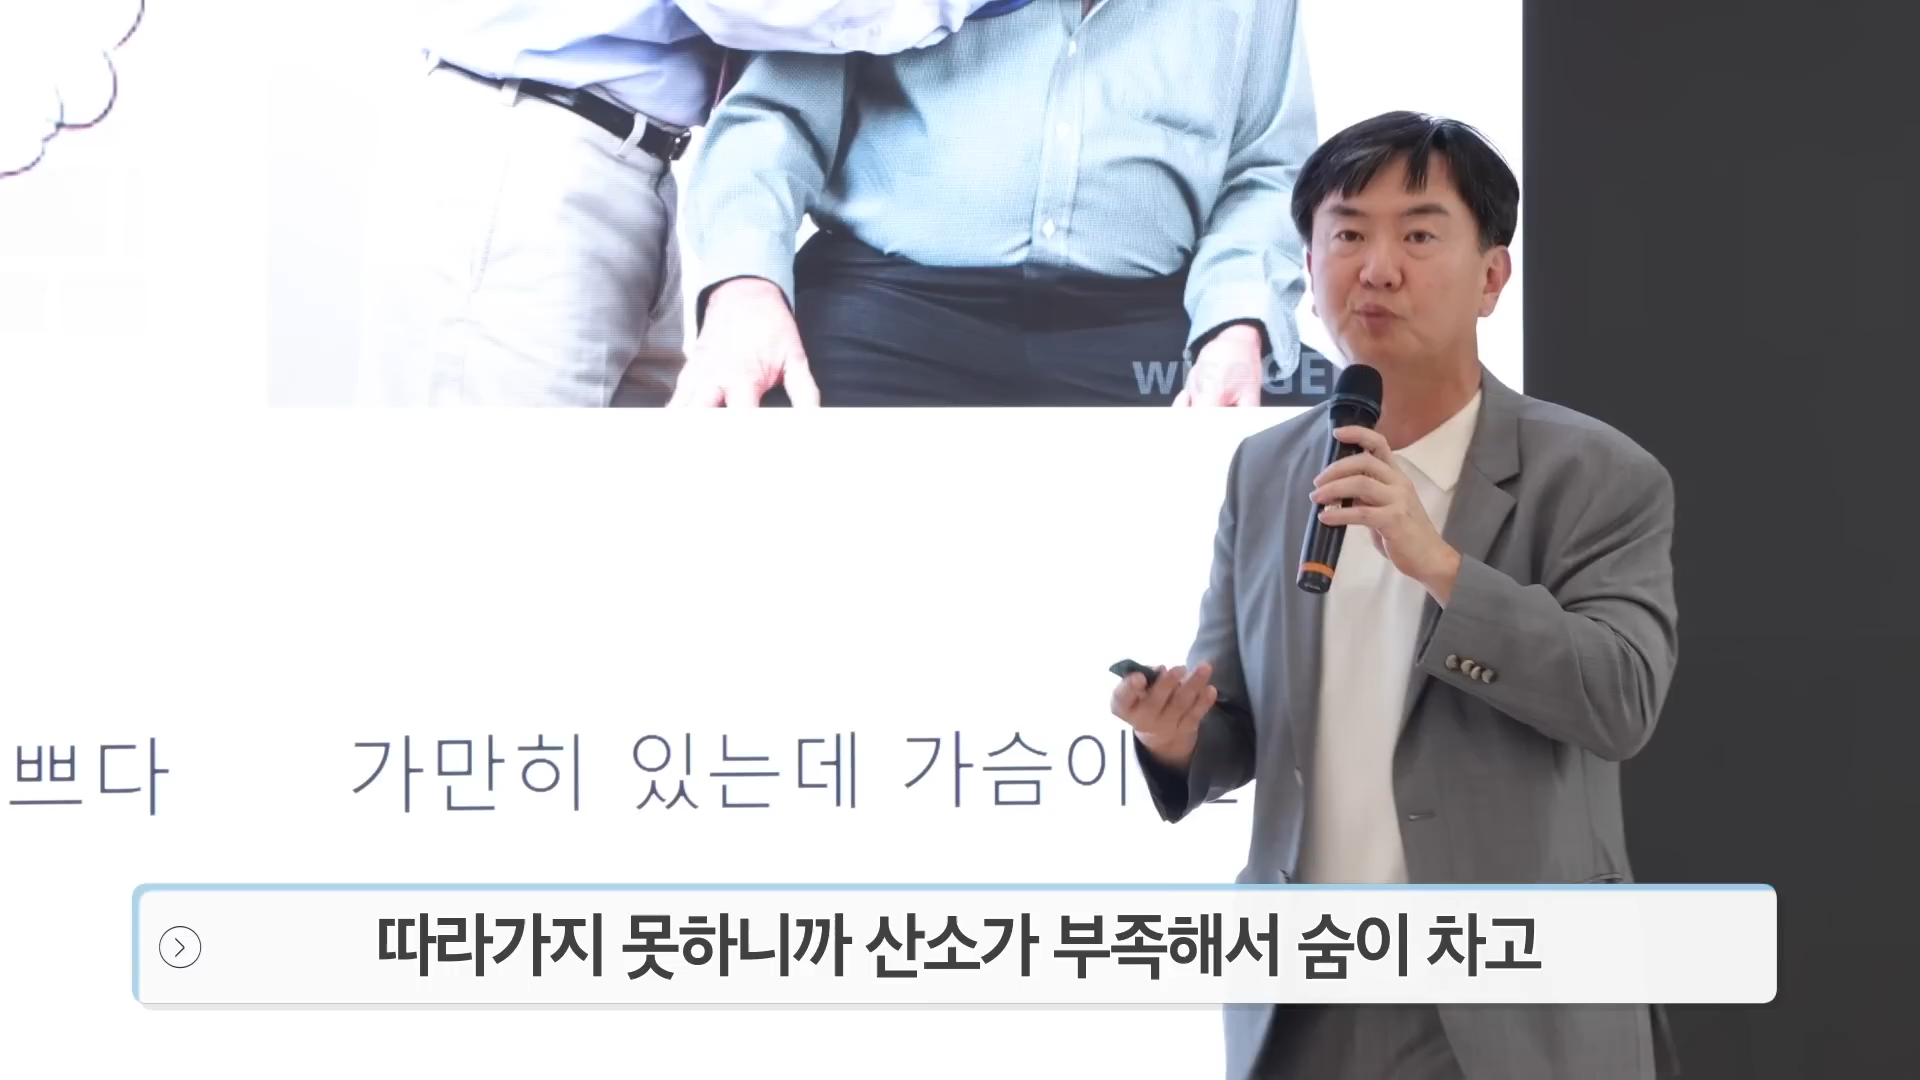 wiseGE
쁘다 가만히 있는데 가슴이
따라가지 못하니까 산소가 부족해서 숨이 차고